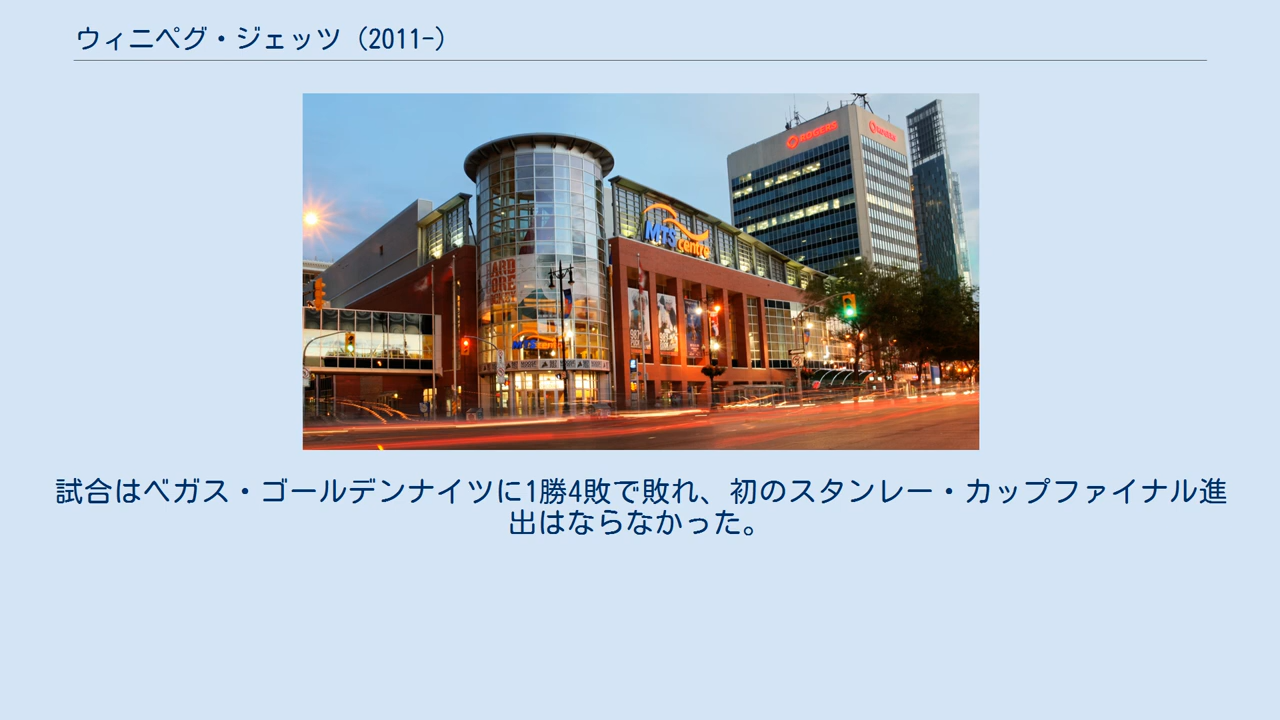 ウィニペグ・ジェッツ（2011-）
ROGERS
MTS
centre
MTS centre
試合はベガス・ゴールデンナイツに1勝4敗で敗れ、初のスタンレー・カップファイナル進
出はならなかった。